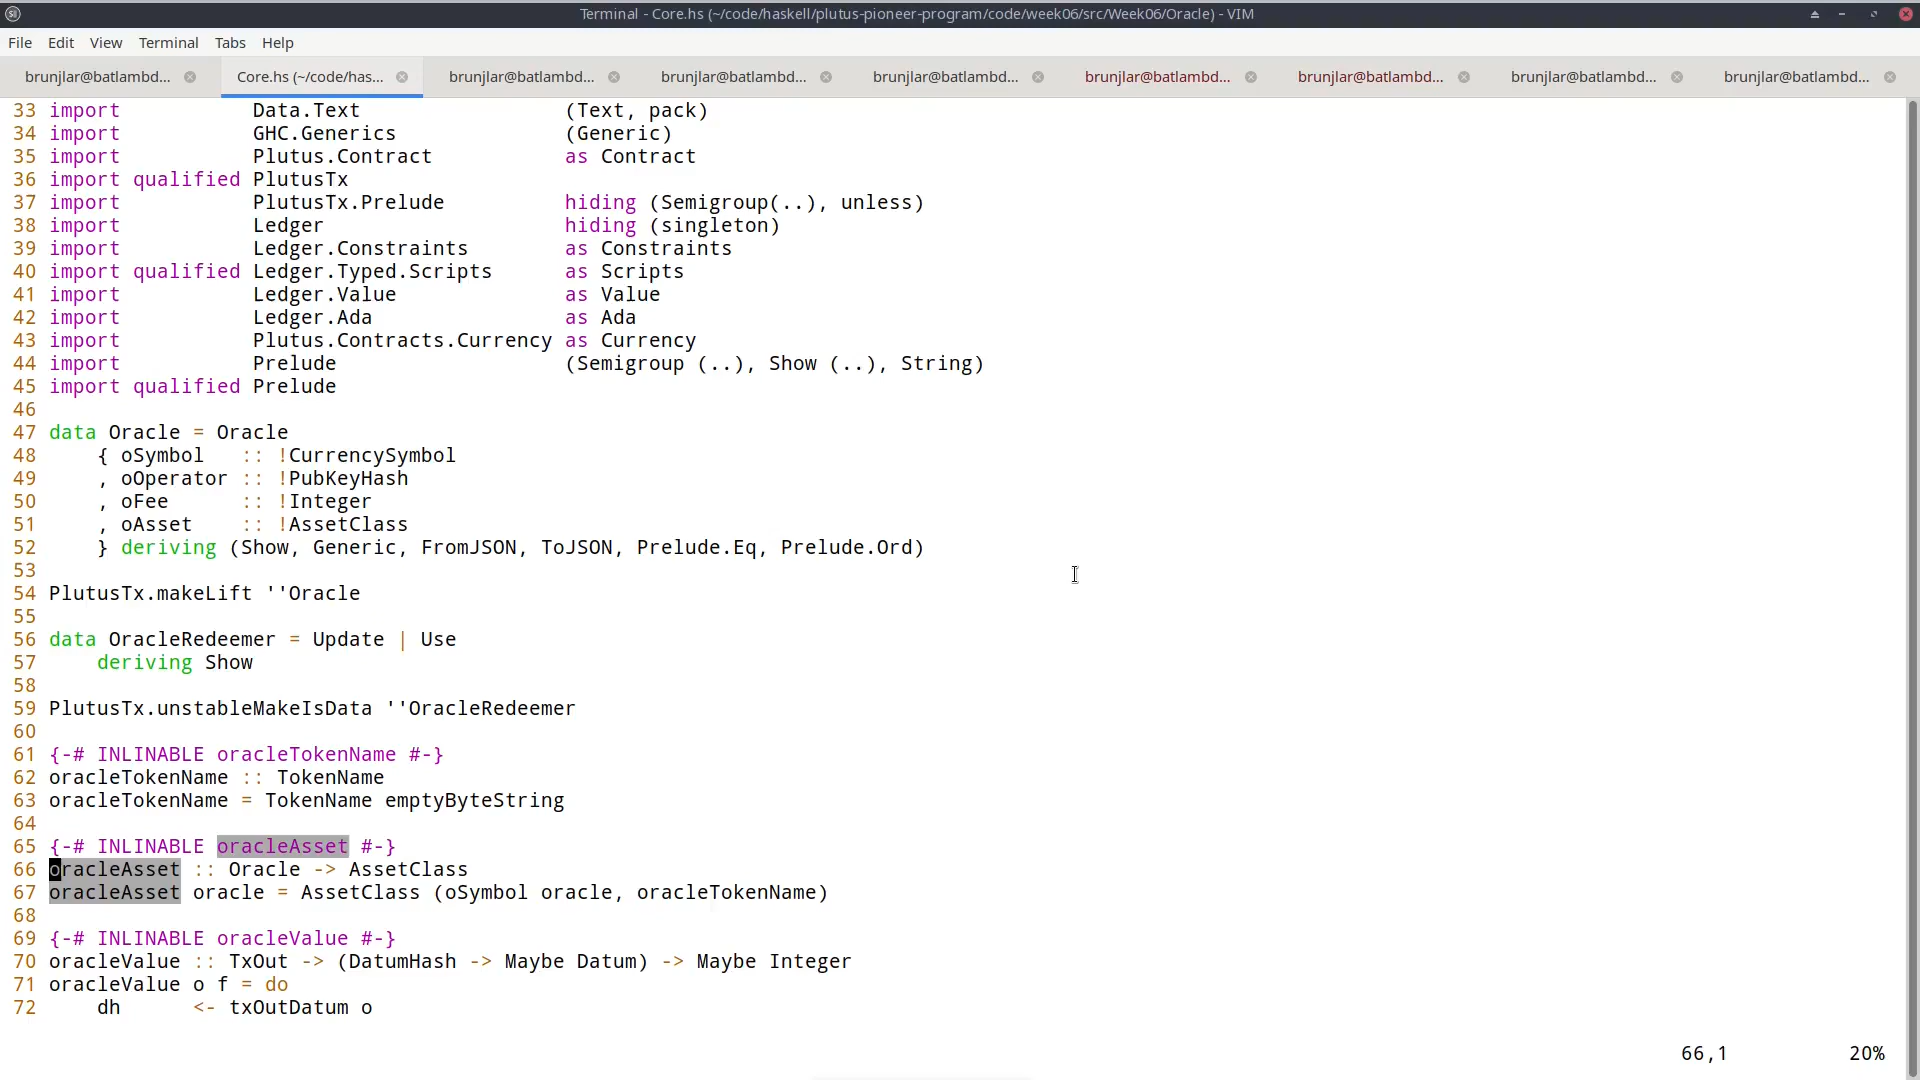 Terminal - Core.hs (~/code/haskell/plutus-pioneer-program/code/week06/src/Week06/Oracle) - VIM
File Edit View Terminal Tabs Help
brunjlar@batlambd... Core.hs (~/code/has... brunjlar@batlambd... brunjlar@batlambd... brunjlar@batlambd... brunjlar@batlambd... brunjlar@batlambd... brunjlar@batlambd... brunjlar@batlambd...
33 import           Data.Text                 (Text, pack)
34 import           GHC.Generics              (Generic)
35 import           Plutus.Contract           as Contract
36 import qualified PlutusTx
37 import           PlutusTx.Prelude          hiding (Semigroup(..), unless)
38 import           Ledger                    hiding (singleton)
39 import           Ledger.Constraints        as Constraints
40 import qualified Ledger.Typed.Scripts      as Scripts
41 import           Ledger.Value              as Value
42 import           Ledger.Ada                as Ada
43 import           Plutus.Contracts.Currency as Currency
44 import           Prelude                   (Semigroup (..), Show (..), String)
45 import qualified Prelude
46
47 data Oracle = Oracle
48     { oSymbol   :: !CurrencySymbol
49     , oOperator :: !PubKeyHash
50     , oFee      :: !Integer
51     , oAsset    :: !AssetClass
52     } deriving (Show, Generic, FromJSON, ToJSON, Prelude.Eq, Prelude.Ord)
53
54 PlutusTx.makeLift ''Oracle
55
56 data OracleRedeemer = Update | Use
57     deriving Show
58
59 PlutusTx.unstableMakeIsData ''OracleRedeemer
60
61 {-# INLINABLE oracleTokenName #-}
62 oracleTokenName :: TokenName
63 oracleTokenName = TokenName emptyByteString
64
65 {-# INLINABLE oracleAsset #-}
66 oracleAsset :: Oracle -> AssetClass
67 oracleAsset oracle = AssetClass (oSymbol oracle, oracleTokenName)
68
69 {-# INLINABLE oracleValue #-}
70 oracleValue :: TxOut -> (DatumHash -> Maybe Datum) -> Maybe Integer
71 oracleValue o f = do
72     dh      <- txOutDatum o
66,1 20%